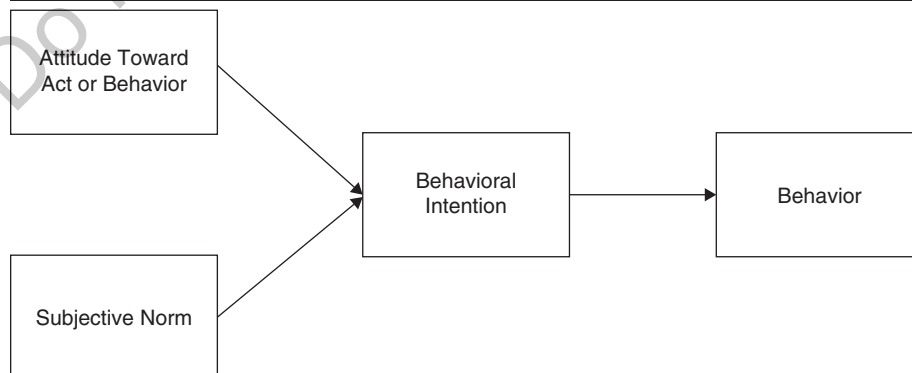 Attitude Toward
Act or Behavior
Behavioral
Intention
Behavior
Subjective Norm